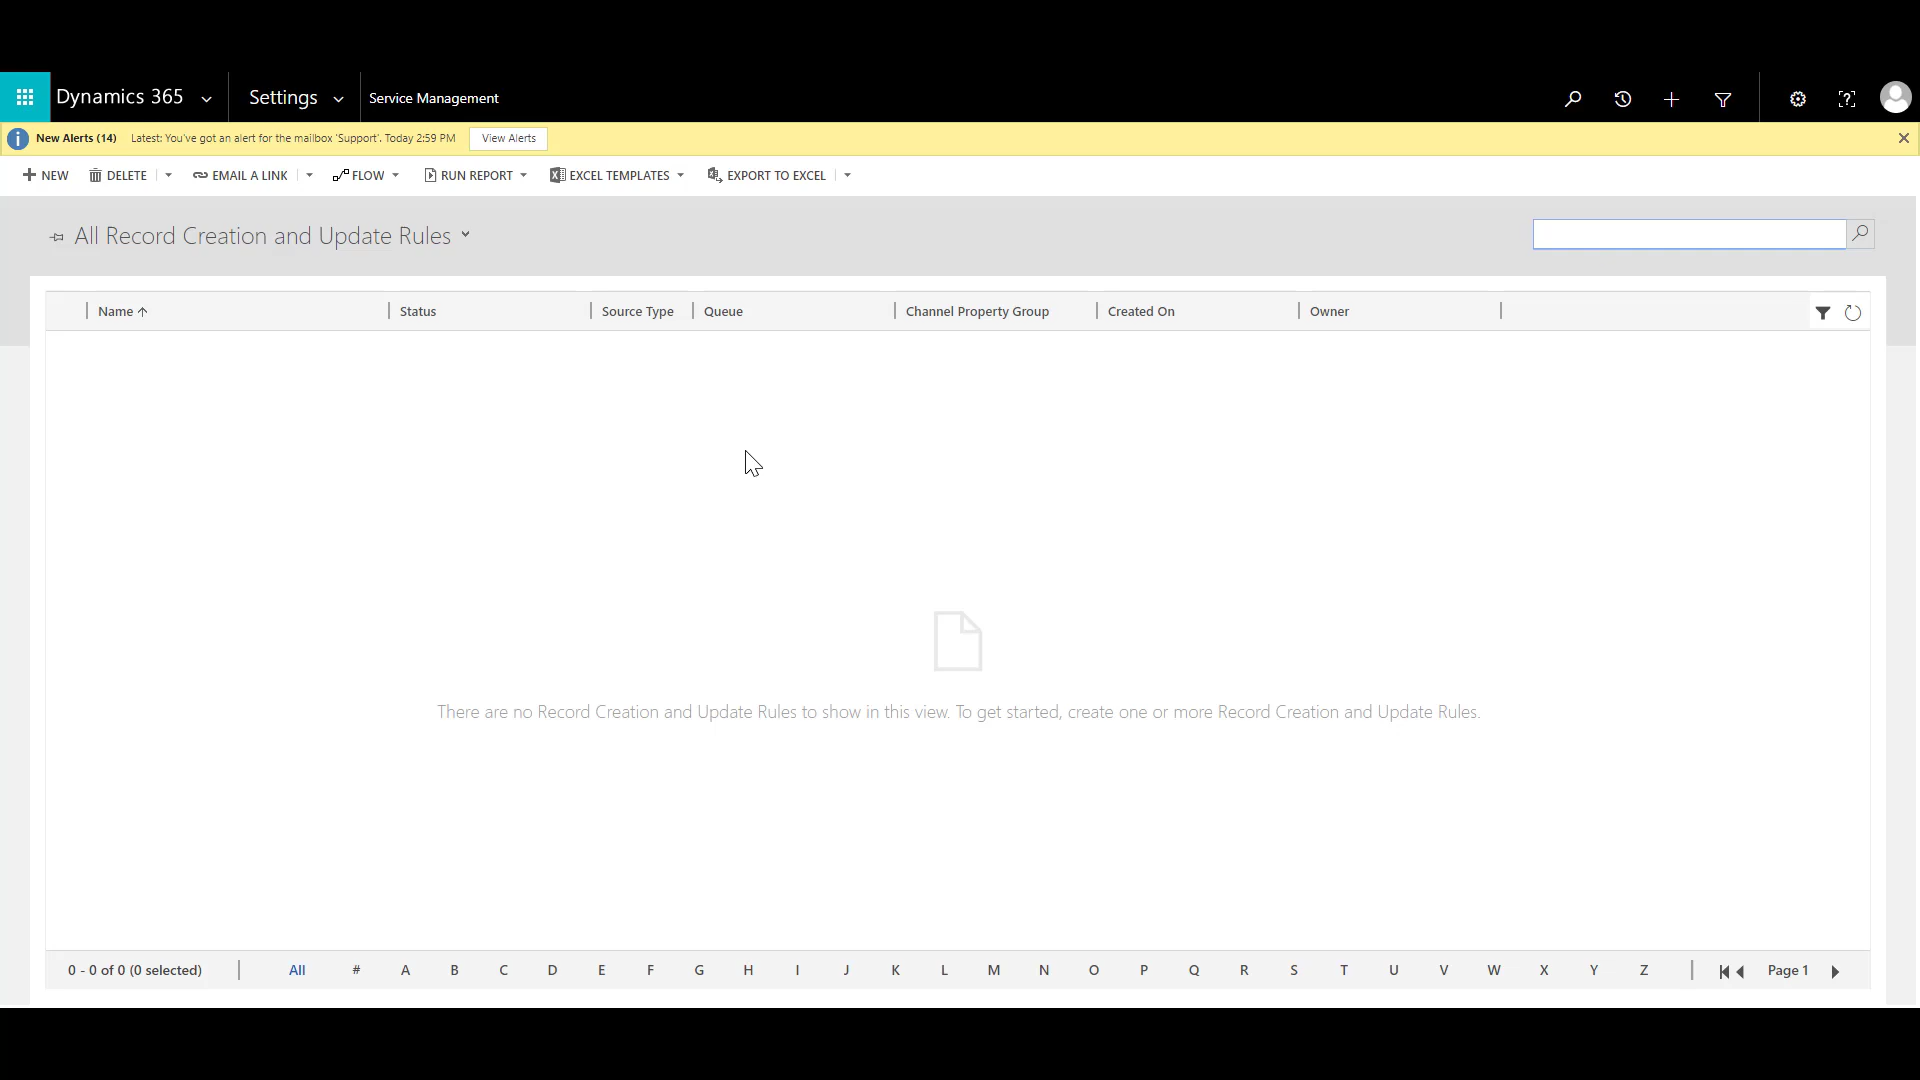 Dynamics 365 Settings Service Management
New Alerts (14) Latest: You've got an alert for the mailbox 'Support'. Today 2:59 PM View Alerts
NEW DELETE EMAIL A LINK FLOW RUN REPORT EXCEL TEMPLATES EXPORT TO EXCEL
All Record Creation and Update Rules
Name Status Source Type Queue Channel Property Group Created On Owner
There are no Record Creation and Update Rules to show in this view. To get started, create one or more Record Creation and Update Rules.
0 - 0 of 0 (0 selected) All # A B C D E F G H I J K L M N O P Q R S T U V W X Y Z Page 1